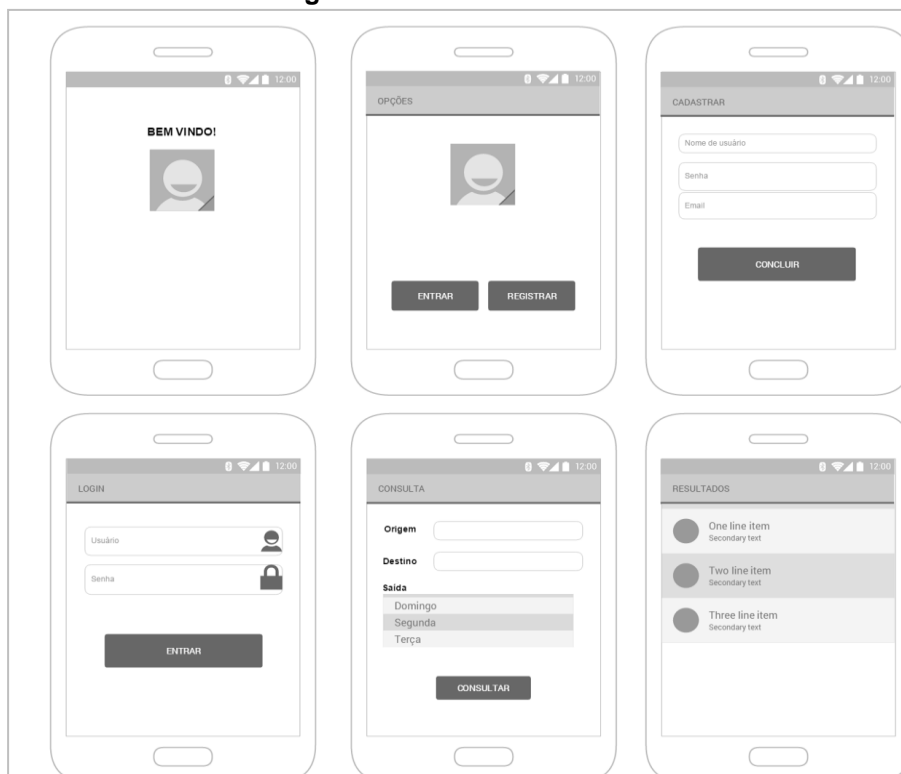 12:00
BEM VINDO!
12:00
OPÇÕES
ENTRAR REGISTRAR
12:00
CADASTRAR
Nome de usuário
Senha
Email
CONCLUIR
12:00
LOGIN
Usuário
Senha
ENTRAR
12:00
CONSULTA
Origem
Destino
Saída
Domingo
Segunda
Terça
CONSULTAR
12:00
RESULTADOS
One line item
Secondary text
Two line item
Secondary text
Three line item
Secondary text